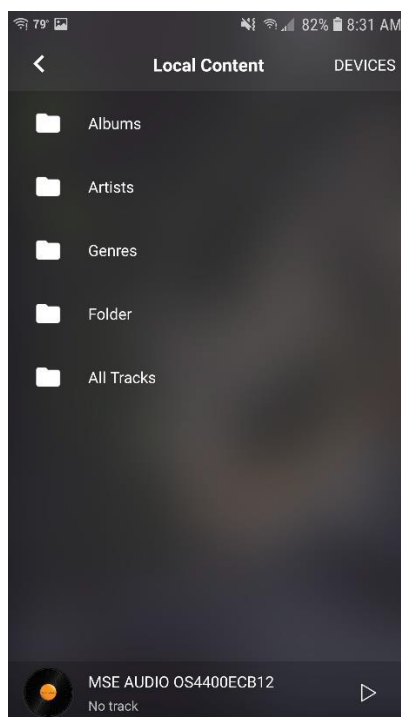 79° 82% 8:31 AM
Local Content DEVICES
Albums
Artists
Genres
Folder
All Tracks
MSE AUDIO OS4400ECB12
No track